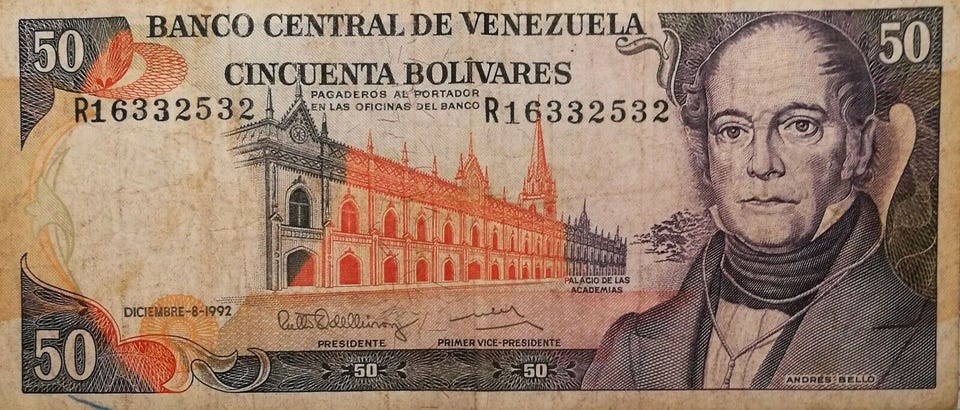 50
BANCO CENTRAL DE VENEZUELA
50
CINCUENTA BOLÍVARES
PAGADEROS AL PORTADOR
EN LAS OFICINAS DEL BANCO
R16332532
R16332532
PALACIO DE LAS
ACADEMIAS
DICIEMBRE-8-1992
PRESIDENTE
PRIMER VICE-PRESIDENTE
50
50
50
ANDRÉS BELLO